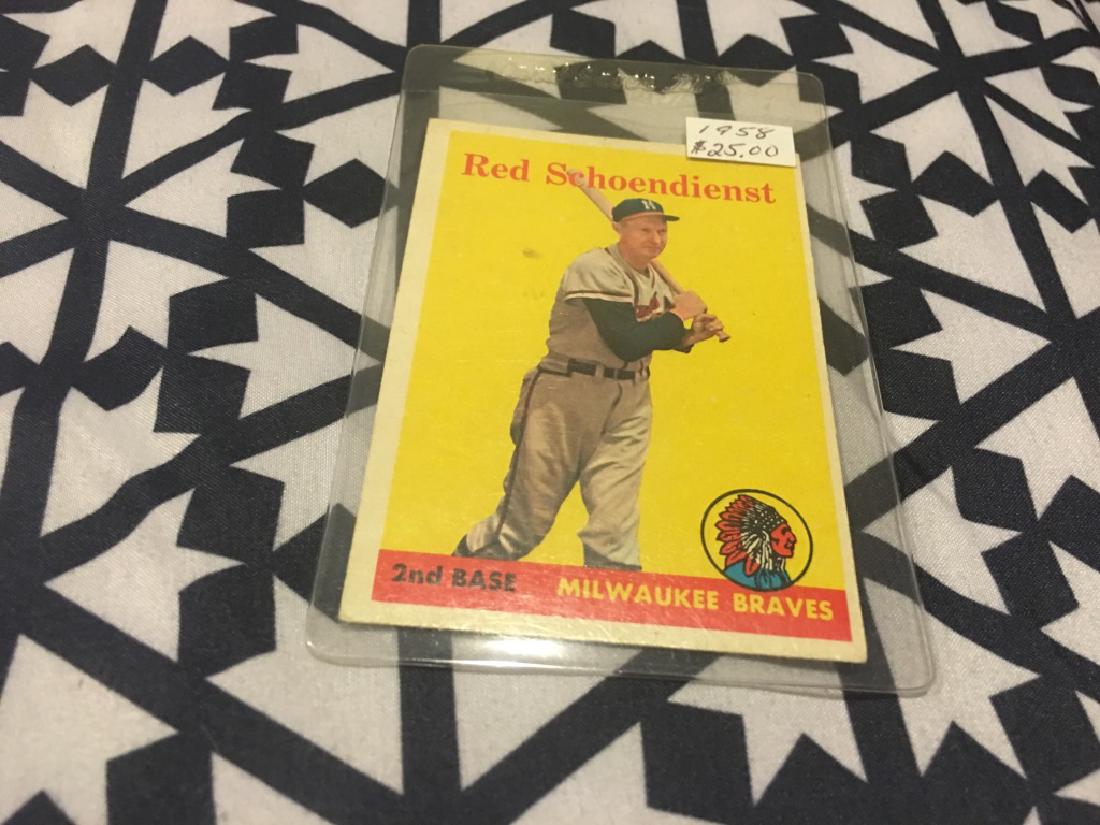 1958
$25.00
Red Schoendienst
2nd BASE
MILWAUKEE BRAVES